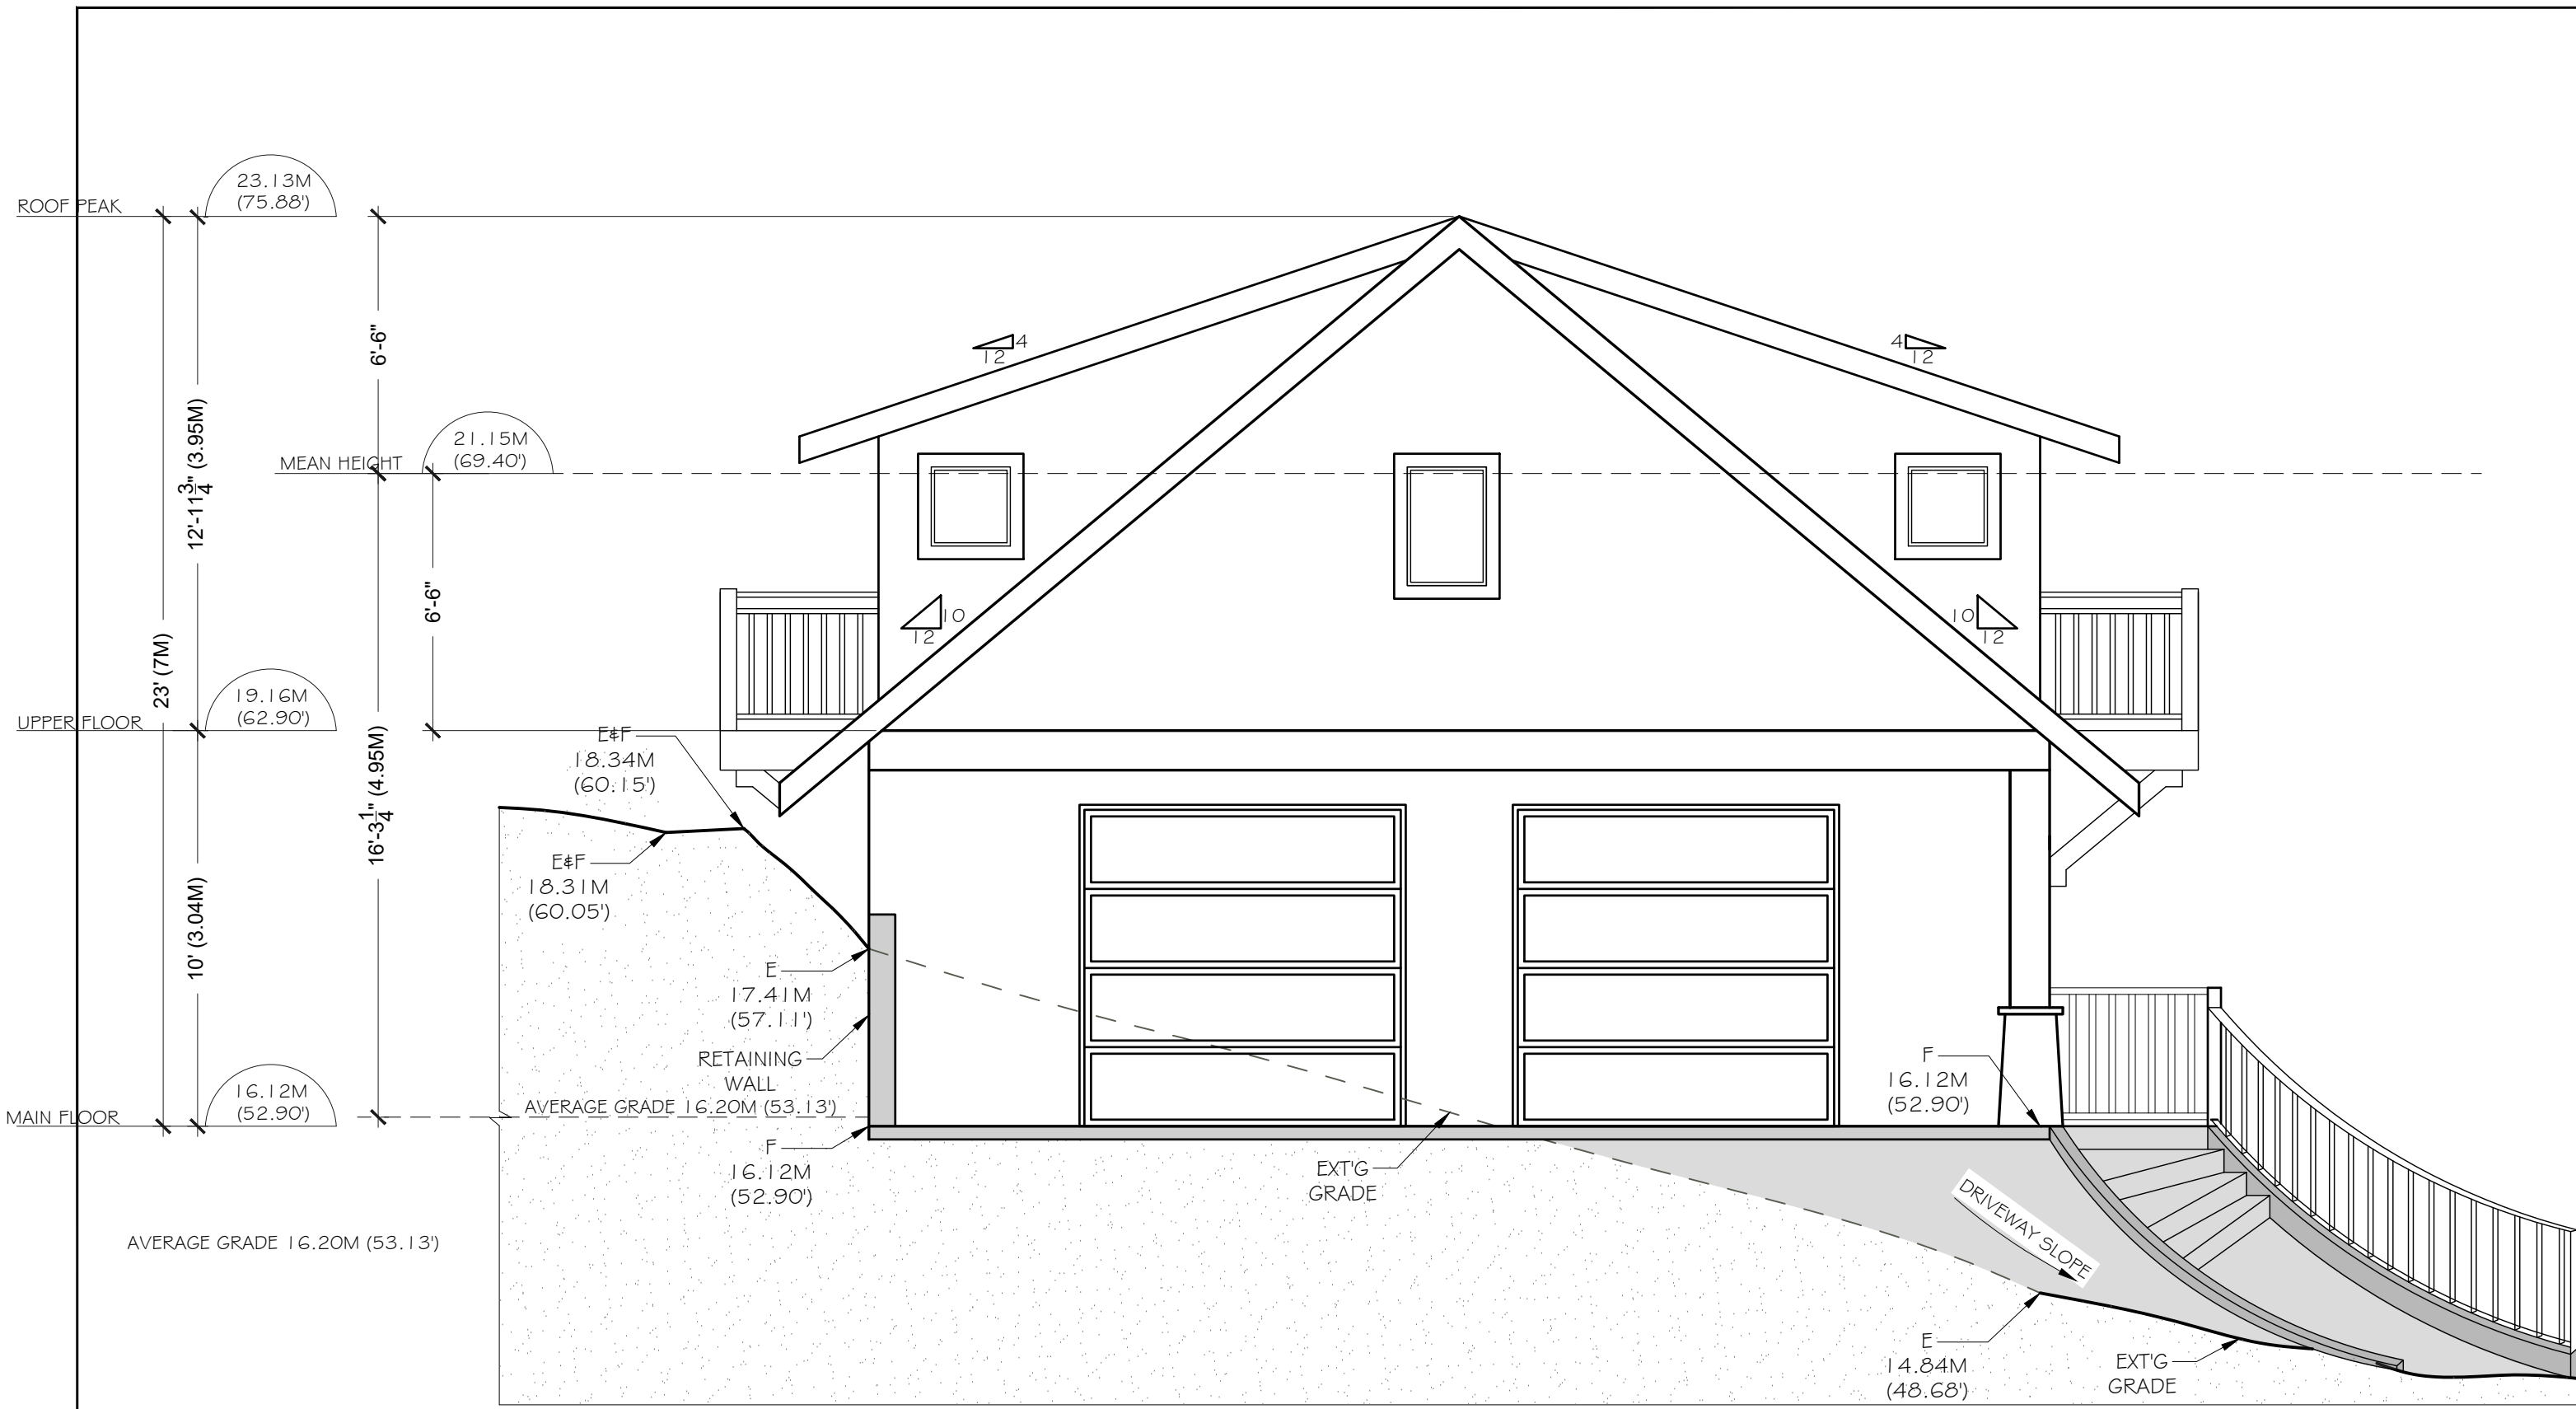 23.13M
(75.88')
ROOF PEAK
6'-6"
4
12
4
12
12'-11 3/4" (3.95M)
21.15M
(69.40')
MEAN HEIGHT
6'-6"
10
12
10
12
23' (7M)
19.16M
(62.90')
UPPER FLOOR
E&F
18.34M
(60.15')
16'-3 1/4" (4.95M)
E&F
18.31M
(60.05')
10' (3.04M)
E
17.41M
(57.11')
RETAINING
WALL
F
16.12M
(52.90')
16.12M
(52.90')
MAIN FLOOR
AVERAGE GRADE 16.20M (53.13')
F
16.12M
(52.90')
EXT'G
GRADE
DRIVEWAY SLOPE
AVERAGE GRADE 16.20M (53.13')
E
14.84M
(48.68')
EXT'G
GRADE